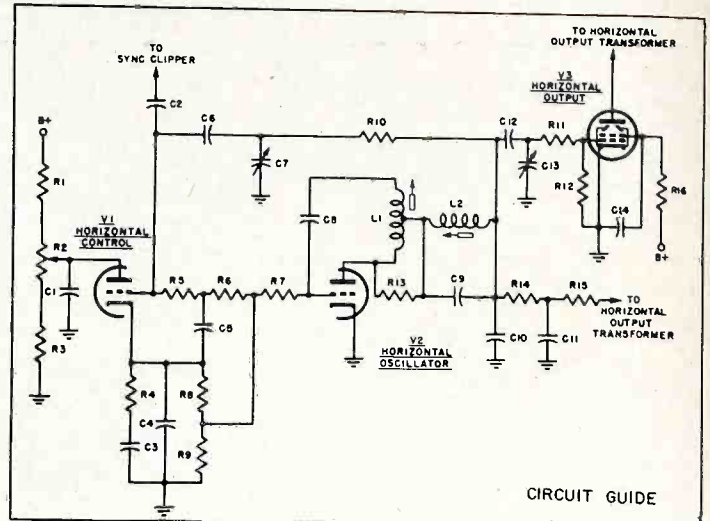 TO
SYNC CLIPPER
TO HORIZONTAL
OUTPUT TRANSFORMER
V3
HORIZONTAL
OUTPUT
B+
C2
C6
R10
C12
R11
C7
C13
R12
R16
C14
B+
R1
V1
HORIZONTAL
CONTROL
R2
C1
R3
C8
L1
L2
R5
R6
R7
R13
C9
R14
R15
TO
HORIZONTAL
OUTPUT
TRANSFORMER
C5
V2
HORIZONTAL
OSCILLATOR
C10
C11
R4
C4
R8
C3
R9
CIRCUIT GUIDE